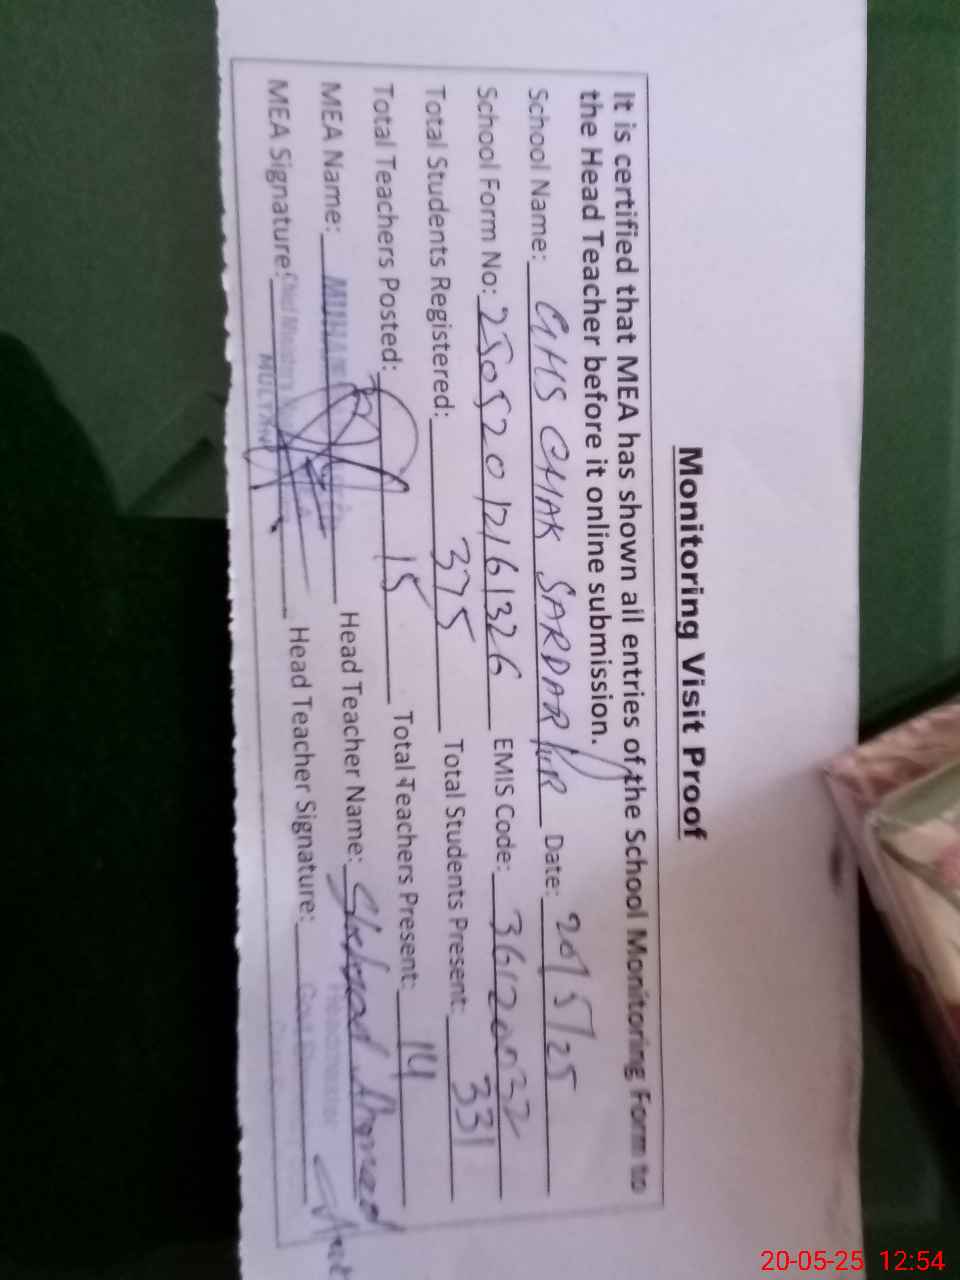 Monitoring Visit Proof
It is certified that MEA has shown all entries of the School Monitoring Form to
the Head Teacher before it online submission.
School Name: GHS CHAK SARDAR PUR Date: 20/5/25
School Form No: 25052012161326 EMIS Code: 36120032
Total Students Registered: 375 Total Students Present: 331
Total Teachers Posted: 15 Total Teachers Present: 14
MEA Name: Head Teacher Name:
MEA Signature: Head Teacher Signature:
MULTAN
20-05-25 12:54